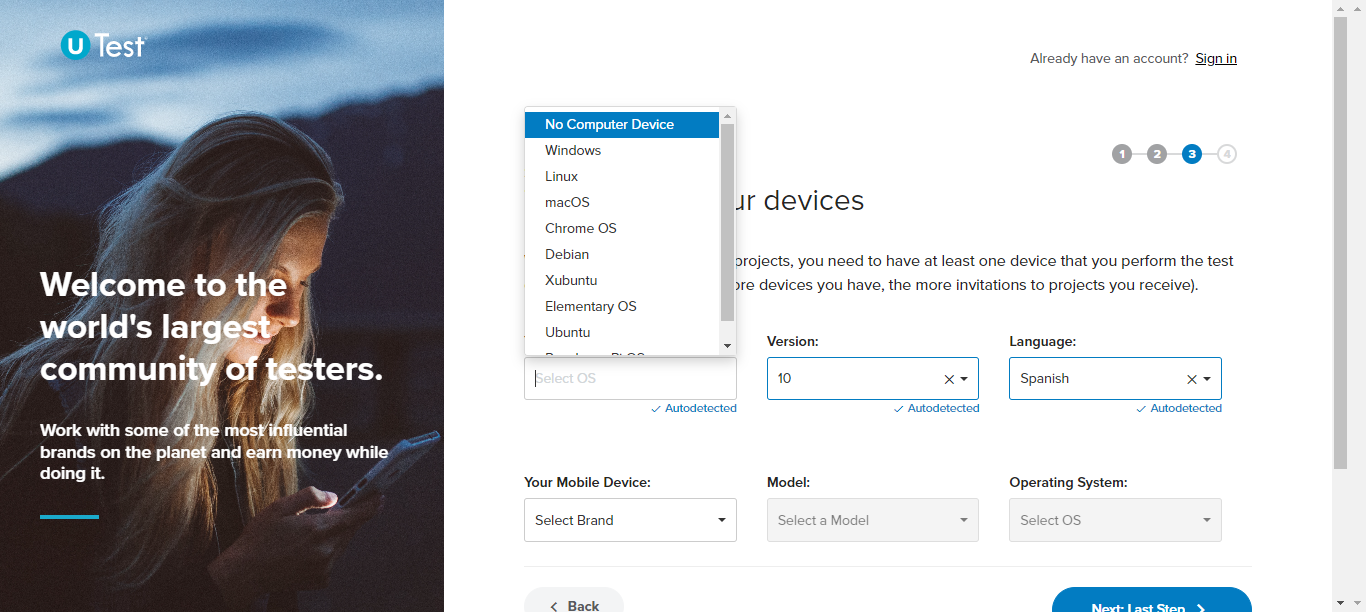 U Test
Already have an account? Sign in
No Computer Device
Windows
Linux
macOS
Chrome OS
Debian
Xubuntu
Elementary OS
Ubuntu
1 2 3 4
ur devices
projects, you need to have at least one device that you perform the test
ore devices you have, the more invitations to projects you receive).
Version:
Language:
Select OS
10
Spanish
Autodetected
Autodetected
Autodetected
Your Mobile Device:
Model:
Operating System:
Select Brand
Select a Model
Select OS
Back
Next: Last Step
Welcome to the
world's largest
community of testers.
Work with some of the most influential
brands on the planet and earn money while
doing it.